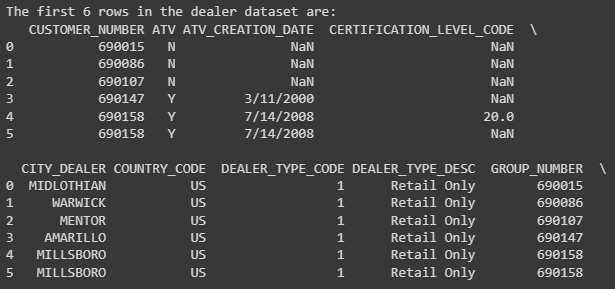 The first 6 rows in the dealer dataset are:
CUSTOMER_NUMBER ATV ATV_CREATION_DATE CERTIFICATION_LEVEL_CODE \
0 690015 N NaN NaN
1 690086 N NaN NaN
2 690107 N NaN NaN
3 690147 Y 3/11/2000 NaN
4 690158 Y 7/14/2008 20.0
5 690158 Y 7/14/2008 NaN
CITY_DEALER COUNTRY_CODE DEALER_TYPE_CODE DEALER_TYPE_DESC GROUP_NUMBER \
0 MIDLOTHIAN US 1 Retail Only 690015
1 WARWICK US 1 Retail Only 690086
2 MENTOR US 1 Retail Only 690107
3 AMARILLO US 1 Retail Only 690147
4 MILLSBORO US 1 Retail Only 690158
5 MILLSBORO US 1 Retail Only 690158